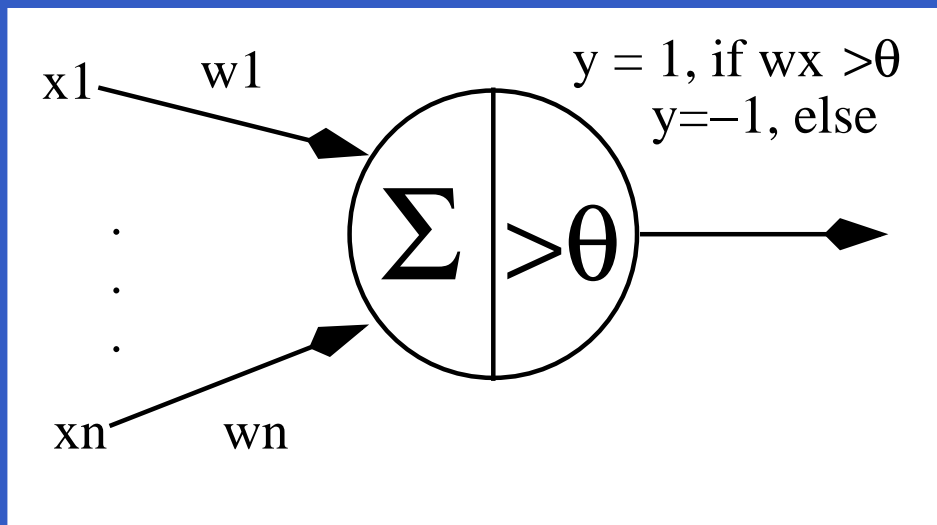 x1 w1 y = 1, if wx >θ
y=−1, else
Σ >θ
.
.
.
xn wn